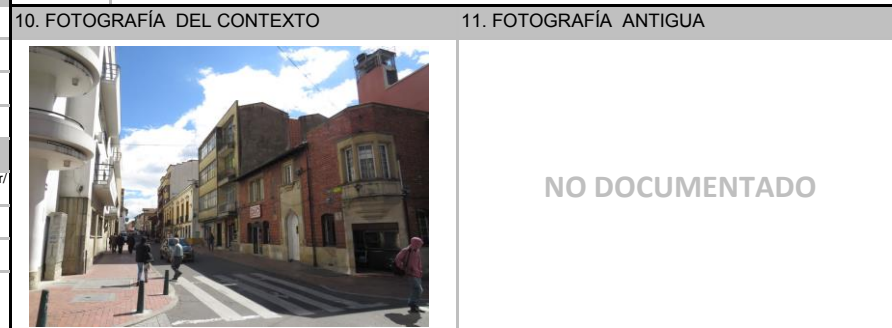 10. FOTOGRAFÍA DEL CONTEXTO
11. FOTOGRAFÍA ANTIGUA
r/
NO DOCUMENTADO